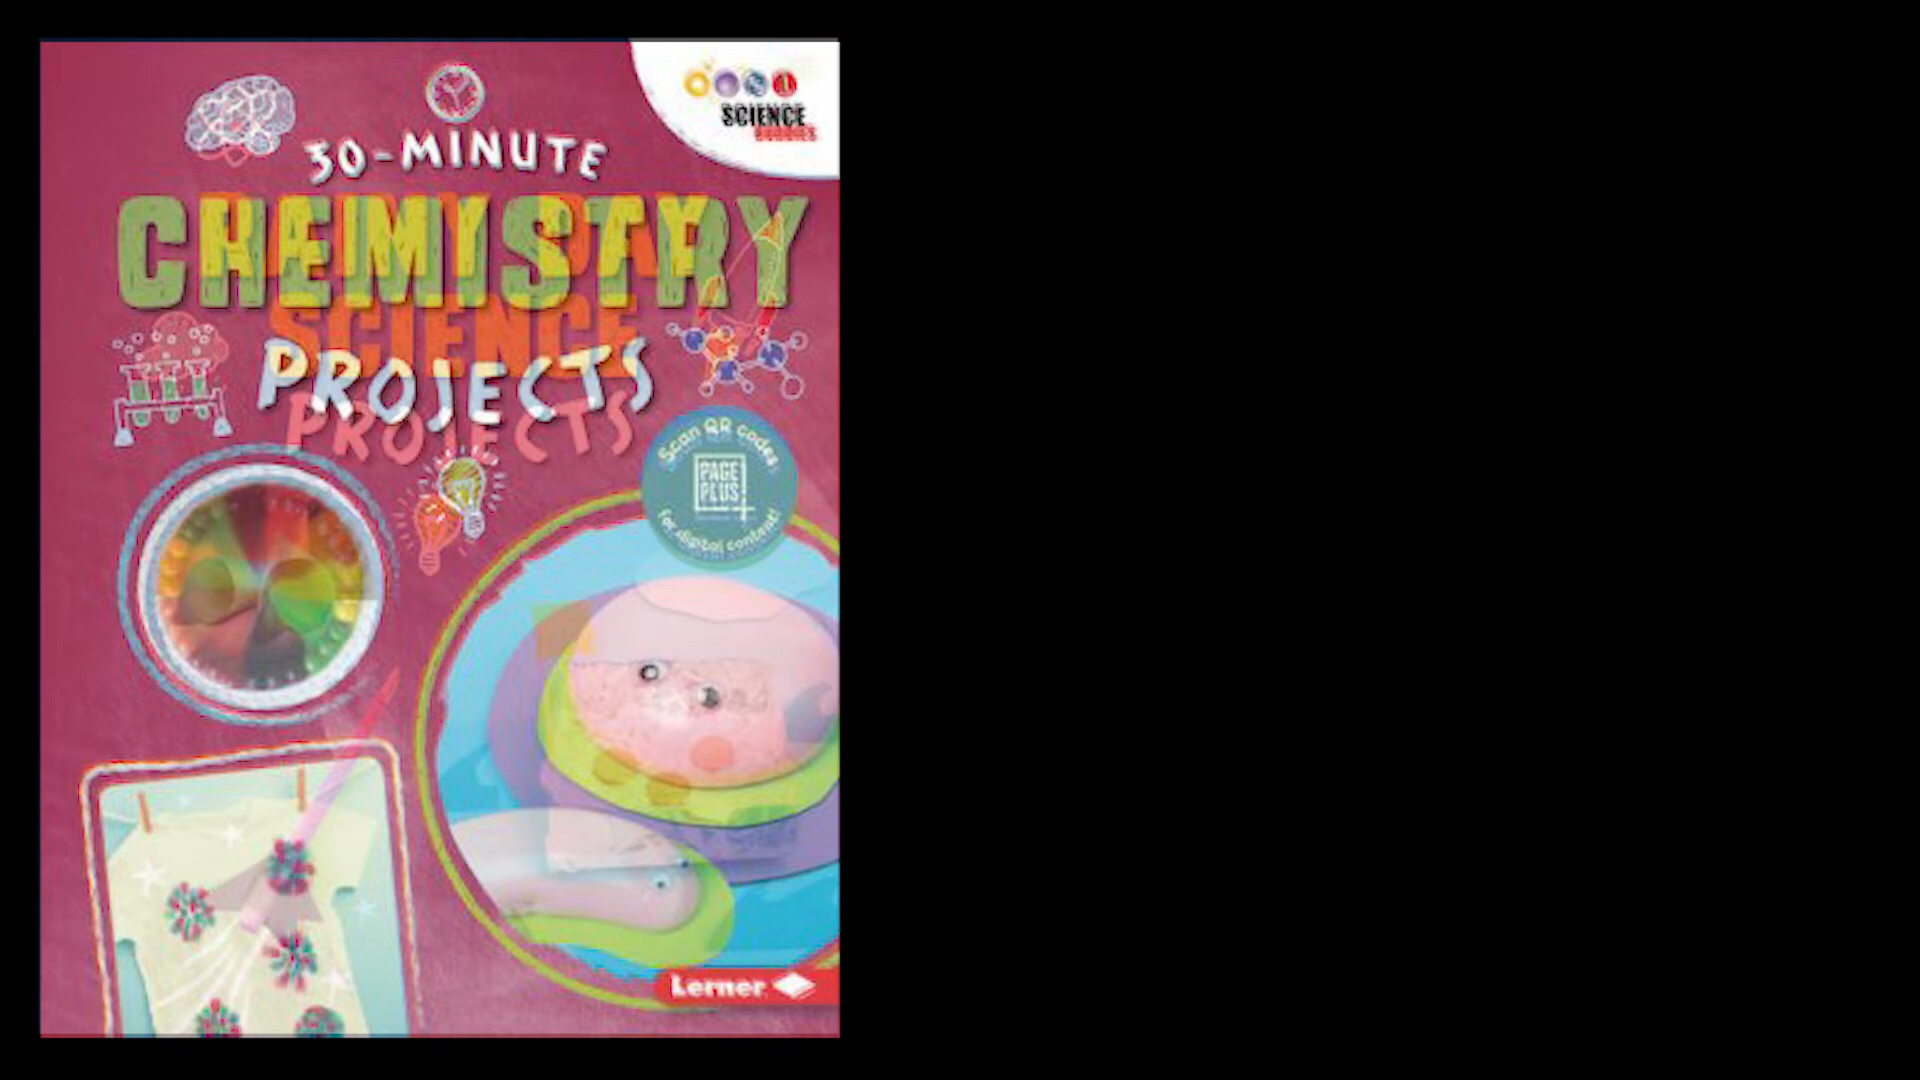 SCIENCE
BUDDIES
30-MINUTE
CHEMISTRY
SCIENCE
PROJECTS
PROJECTS
Scan QR codes
PAGE
PLUS
for digital content!
Lerner